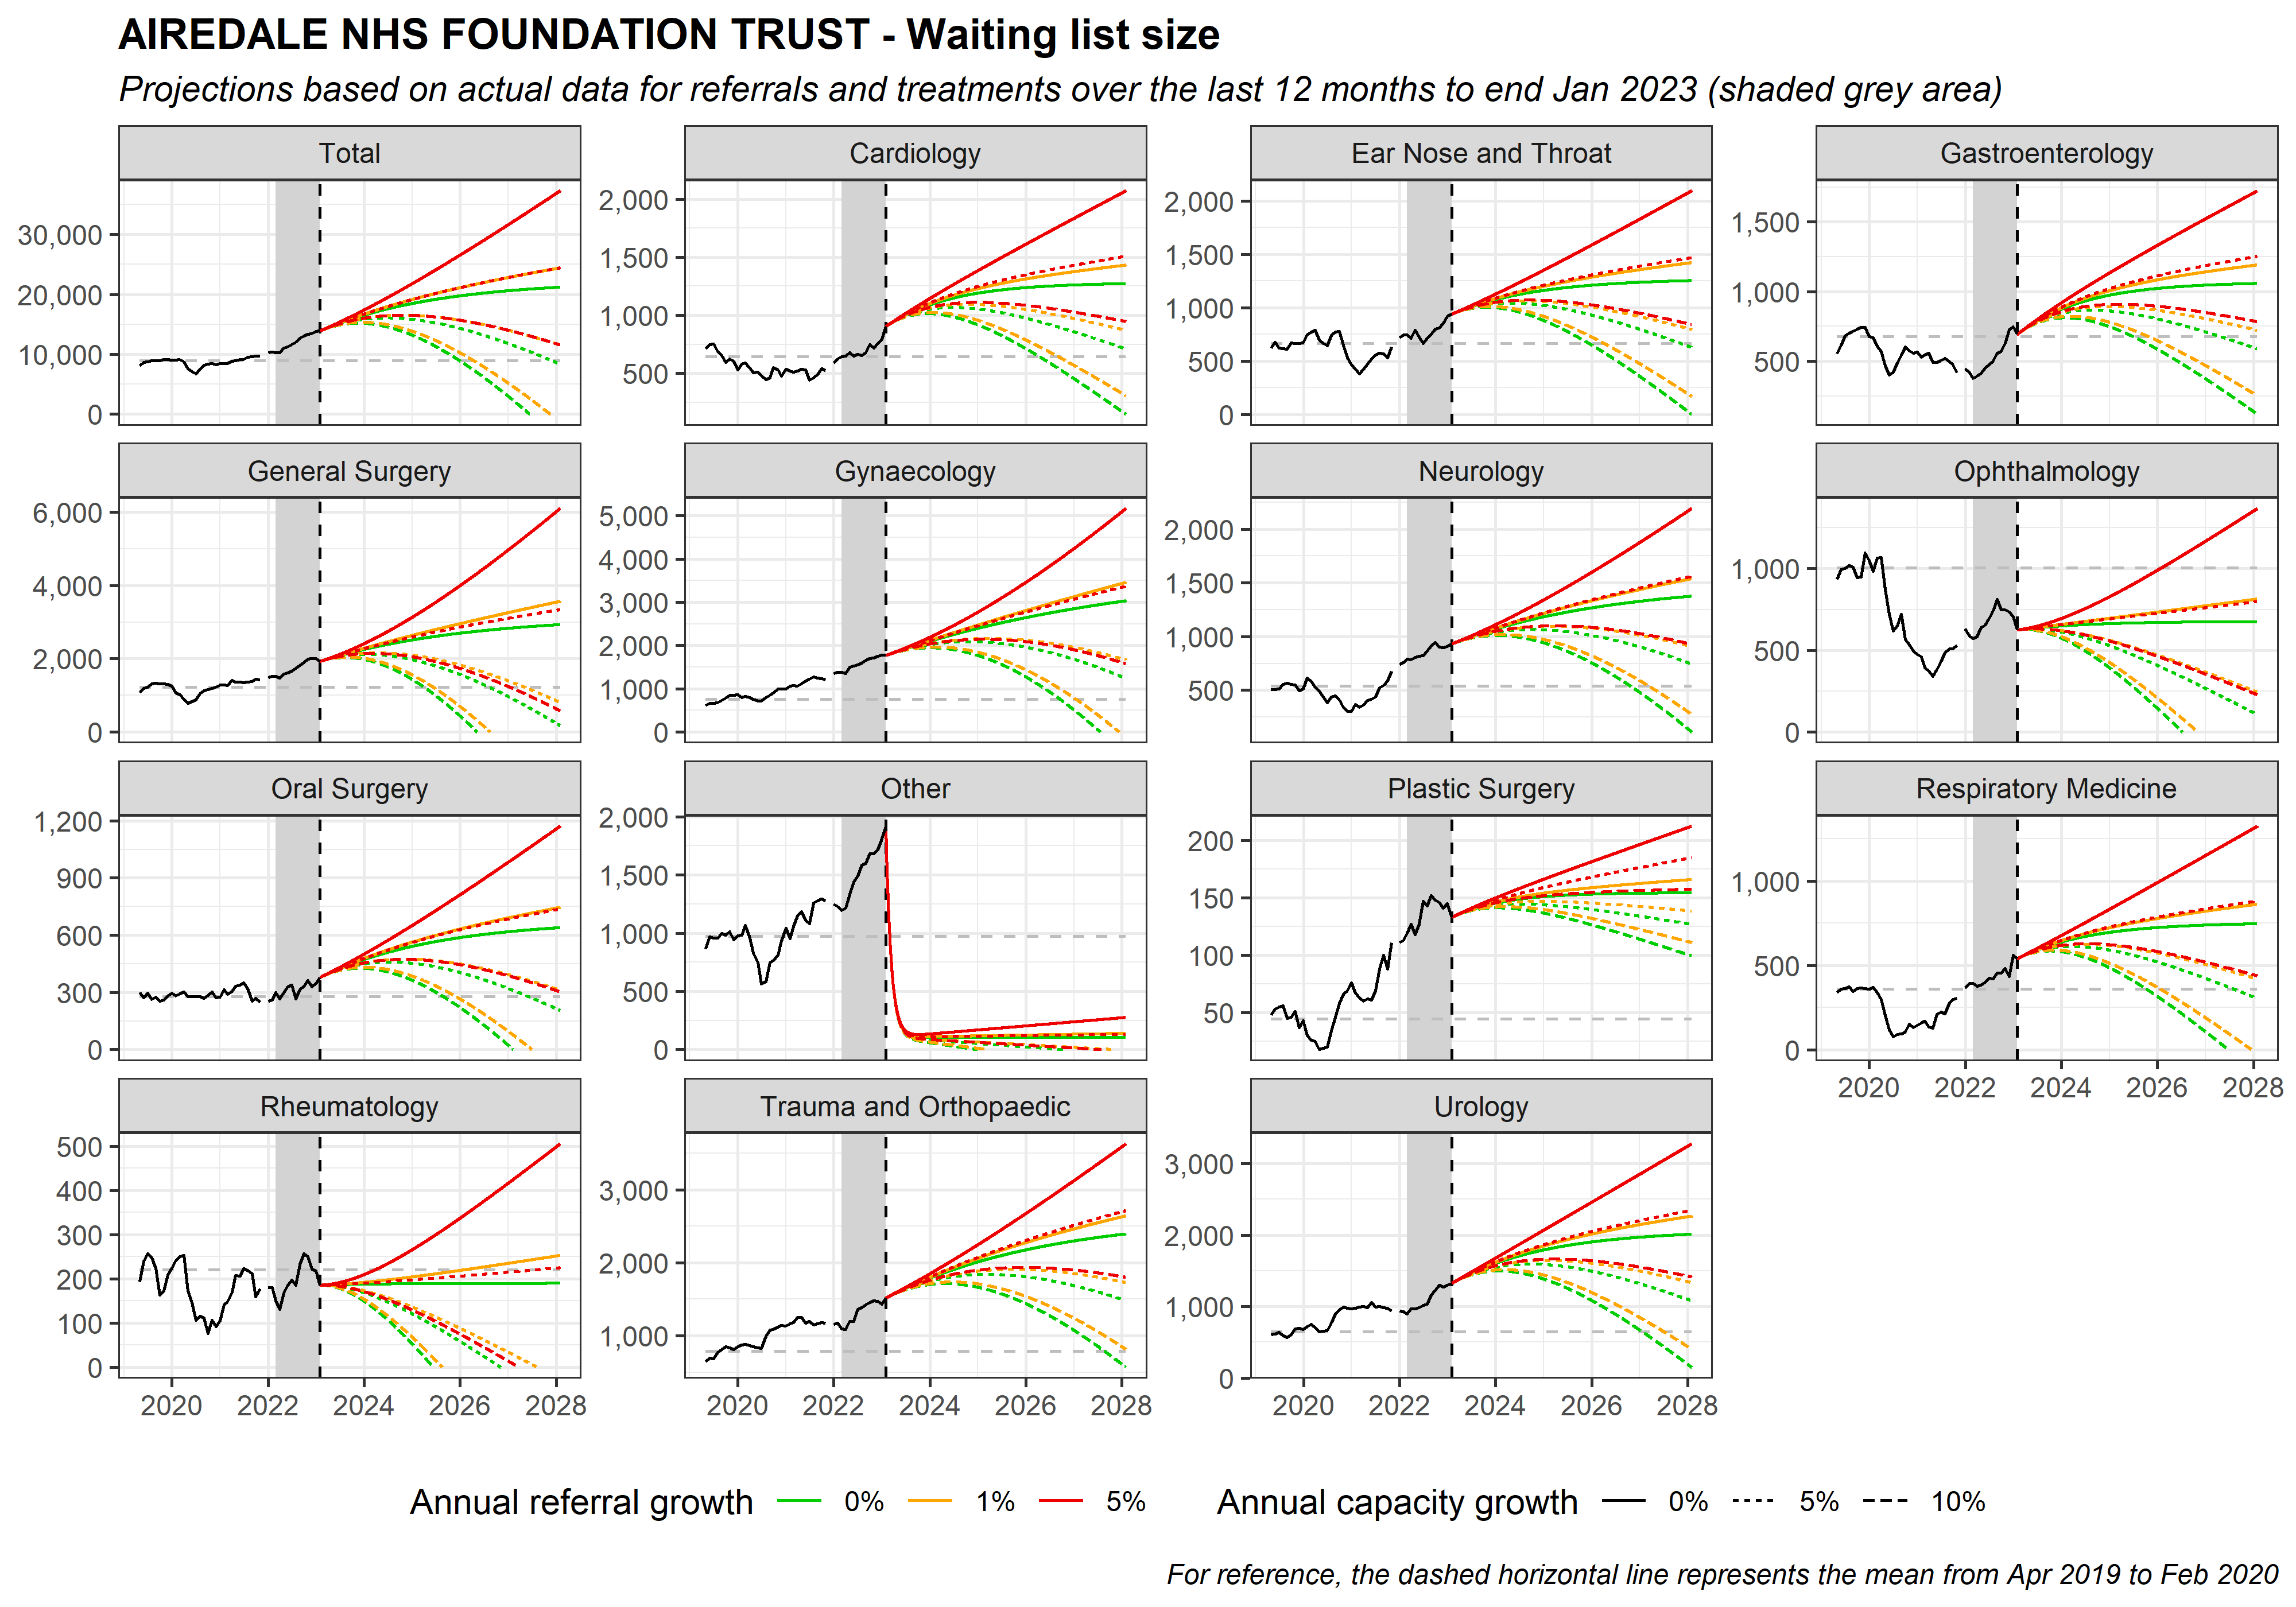 AIREDALE NHS FOUNDATION TRUST - Waiting list size
Projections based on actual data for referrals and treatments over the last 12 months to end Jan 2023 (shaded grey area)
Total
30,000
20,000
10,000
0
Cardiology
2,000
1,500
1,000
500
Ear Nose and Throat
2,000
1,500
1,000
500
0
Gastroenterology
1,500
1,000
500
General Surgery
6,000
4,000
2,000
0
Gynaecology
5,000
4,000
3,000
2,000
1,000
0
Neurology
2,000
1,500
1,000
500
Ophthalmology
1,000
500
0
Oral Surgery
1,200
900
600
300
0
Other
2,000
1,500
1,000
500
0
Plastic Surgery
200
150
100
50
Respiratory Medicine
1,000
500
0
2020 2022 2024 2026 2028
Rheumatology
500
400
300
200
100
0
2020 2022 2024 2026 2028
Trauma and Orthopaedic
3,000
2,000
1,000
2020 2022 2024 2026 2028
Urology
3,000
2,000
1,000
0
2020 2022 2024 2026 2028
Annual referral growth 0% 1% 5%
Annual capacity growth 0% 5% 10%
For reference, the dashed horizontal line represents the mean from Apr 2019 to Feb 2020